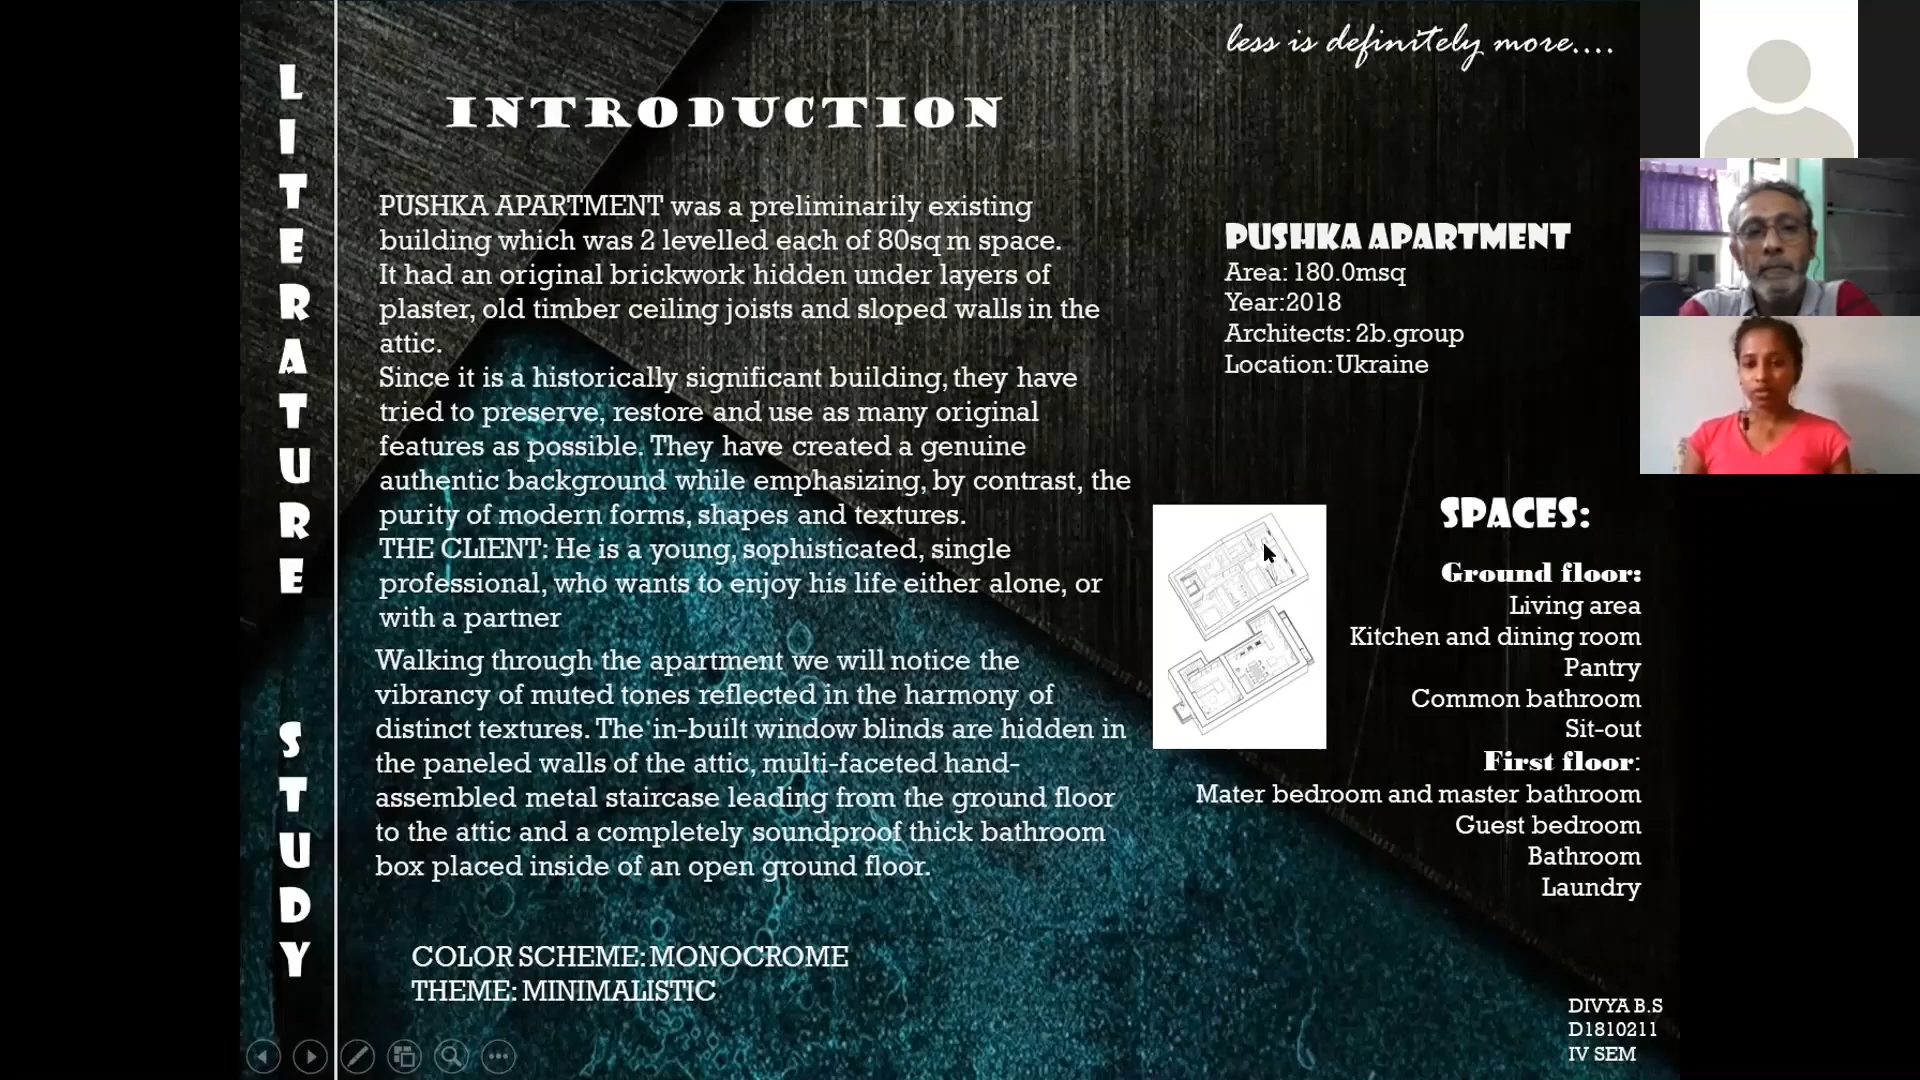 LITERATURE STUDY
less is definitely more....
INTRODUCTION
PUSHKA APARTMENT was a preliminarily existing
building which was 2 levelled each of 80sq m space.
It had an original brickwork hidden under layers of
plaster, old timber ceiling joists and sloped walls in the
attic.
Since it is a historically significant building, they have
tried to preserve, restore and use as many original
features as possible. They have created a genuine
authentic background while emphasizing, by contrast, the
purity of modern forms, shapes and textures.
THE CLIENT: He is a young, sophisticated, single
professional, who wants to enjoy his life either alone, or
with a partner
Walking through the apartment we will notice the
vibrancy of muted tones reflected in the harmony of
distinct textures. The in-built window blinds are hidden in
the paneled walls of the attic, multi-faceted hand-
assembled metal staircase leading from the ground floor
to the attic and a completely soundproof thick bathroom
box placed inside of an open ground floor.
COLOR SCHEME: MONOCROME
THEME: MINIMALISTIC
PUSHKA APARTMENT
Area: 180.0msq
Year:2018
Architects: 2b.group
Location: Ukraine
SPACES:
Ground floor:
Living area
Kitchen and dining room
Pantry
Common bathroom
Sit-out
First floor:
Mater bedroom and master bathroom
Guest bedroom
Bathroom
Laundry
DIVYA B.S
D1810211
IV SEM